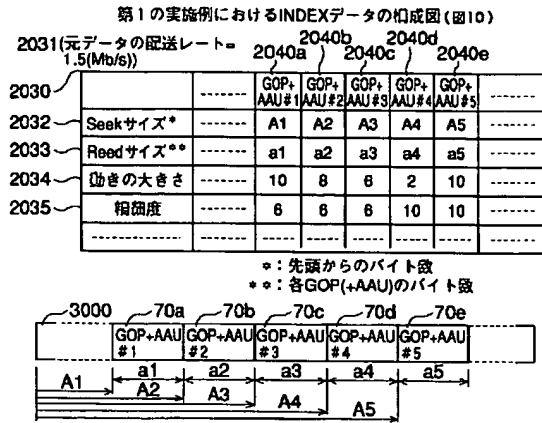 第1の実施例におけるINDEXデータの構成図(図10)
2031(元データの配送レート=
1.5(Mb/s))
2040a 2040b 2040c 2040d 2040e
2030
GOP+ AAU#1 GOP+ AAU#2 GOP+ AAU#3 GOP+ AAU#4 GOP+ AAU#5
2032 Seekサイズ* A1 A2 A3 A4 A5
2033 Reedサイズ** a1 a2 a3 a4 a5
2034 動きの大きさ 10 8 6 2 10
2035 精細度 6 6 6 10 10
*:先頭からのバイト数
**:各GOP(+AAU)のバイト数
3000 70a 70b 70c 70d 70e
GOP+AAU GOP+AAU GOP+AAU GOP+AAU GOP+AAU
#1 #2 #3 #4 #5
a1 a2 a3 a4 a5
A1
A2
A3
A4
A5